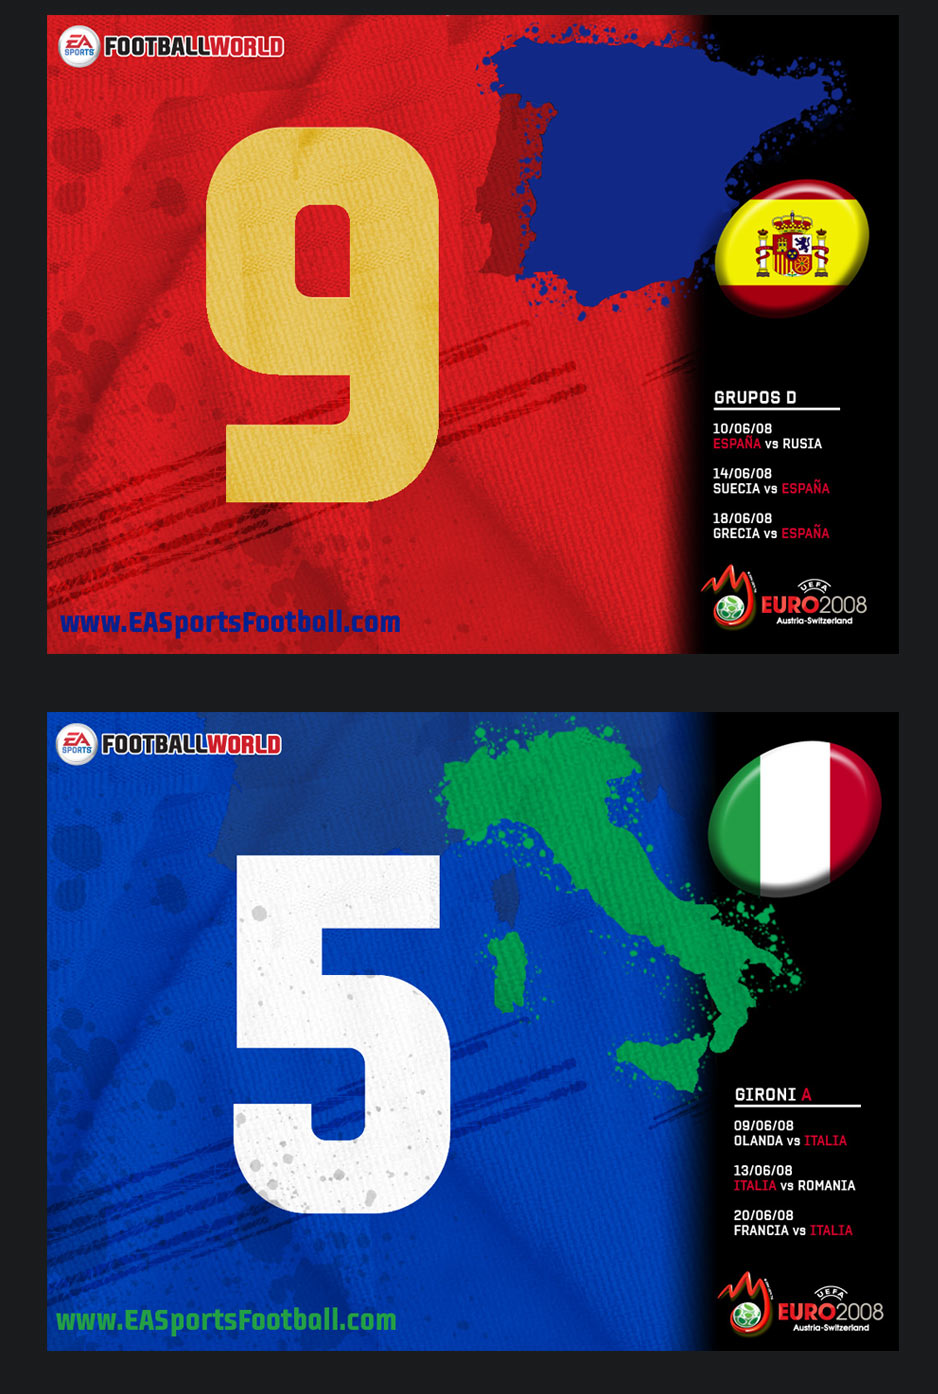 EA
SPORTS
FOOTBALLWORLD
9
GRUPOS D
10/06/08
ESPAÑA vs RUSIA
14/06/08
SUECIA vs ESPAÑA
18/06/08
GRECIA vs ESPAÑA
UEFA
EURO2008
Austria-Switzerland
www.EASportsFootball.com
EA
SPORTS
FOOTBALLWORLD
5
GIRONI A
09/06/08
OLANDA vs ITALIA
13/06/08
ITALIA vs ROMANIA
20/06/08
FRANCIA vs ITALIA
UEFA
EURO2008
Austria-Switzerland
www.EASportsFootball.com